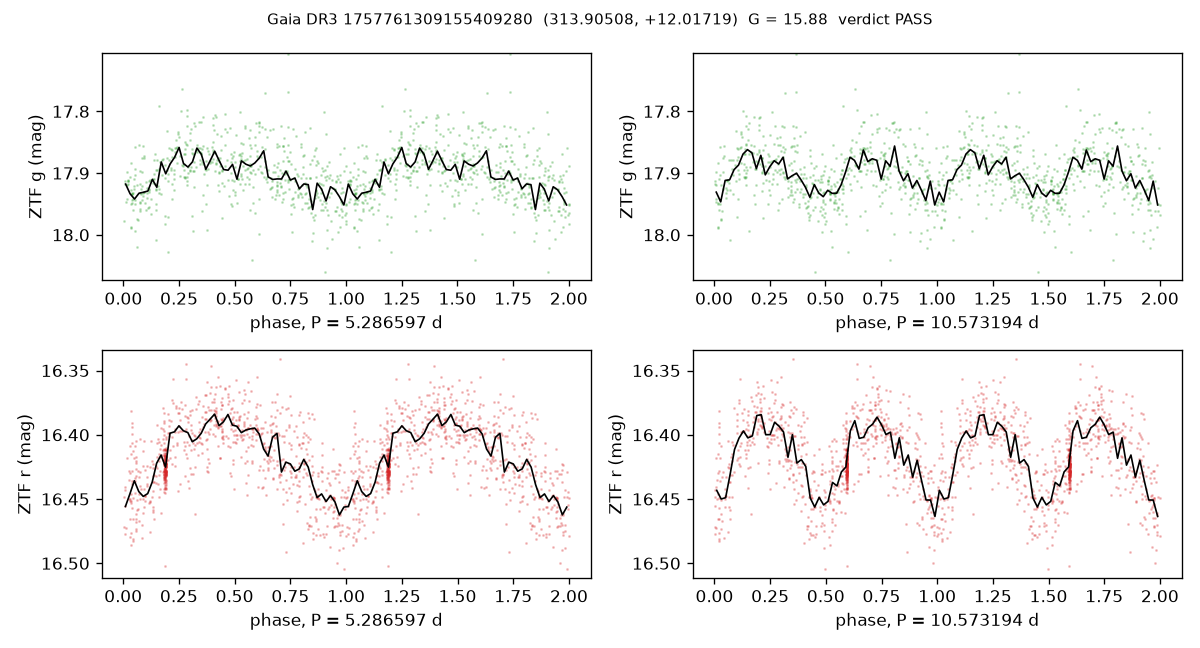 Gaia DR3 1757761309155409280  (313.90508, +12.01719)  G = 15.88  verdict PASS
ZTF g (mag)
17.8
17.9
18.0
0.00 0.25 0.50 0.75 1.00 1.25 1.50 1.75 2.00
phase, P = 5.286597 d
ZTF g (mag)
17.8
17.9
18.0
0.00 0.25 0.50 0.75 1.00 1.25 1.50 1.75 2.00
phase, P = 10.573194 d
ZTF r (mag)
16.35
16.40
16.45
16.50
0.00 0.25 0.50 0.75 1.00 1.25 1.50 1.75 2.00
phase, P = 5.286597 d
ZTF r (mag)
16.35
16.40
16.45
16.50
0.00 0.25 0.50 0.75 1.00 1.25 1.50 1.75 2.00
phase, P = 10.573194 d